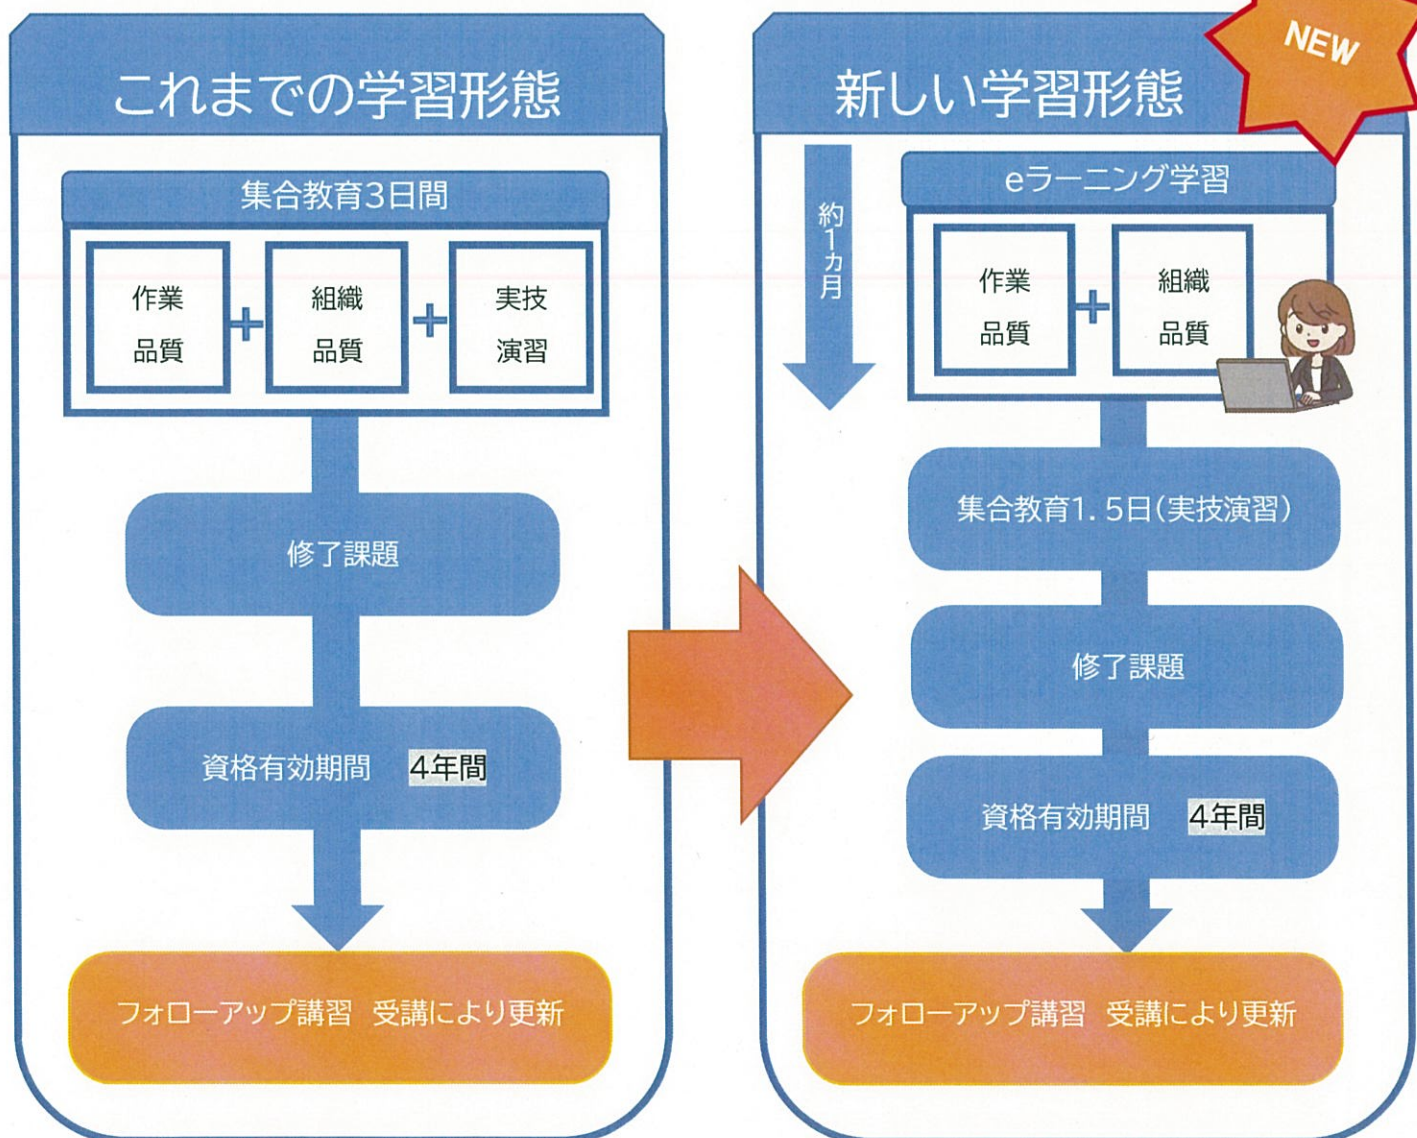 これまでの学習形態
集合教育3日間
作業
品質
+
組織
品質
+
実技
演習
修了課題
資格有効期間 4年間
フォローアップ講習 受講により更新
NEW
新しい学習形態
約1ヵ月
eラーニング学習
作業
品質
+
組織
品質
集合教育1.5日(実技演習)
修了課題
資格有効期間 4年間
フォローアップ講習 受講により更新